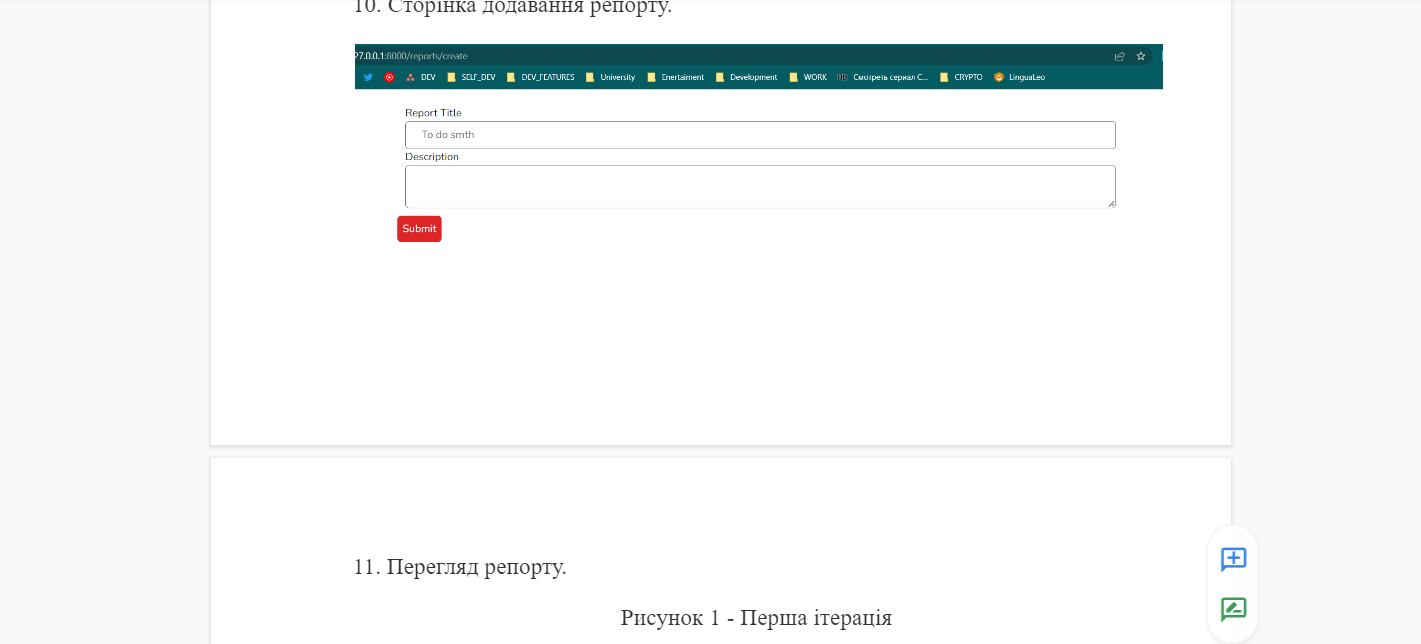 10. Сторінка додавання репорту.
27.0.0.1:8000/reports/create
DEV SELF_DEV DEV_FEATURES University Enertaiment Development WORK Смотреть сериал С... CRYPTO LinguaLeo
Report Title
To do smth
Description
Submit
11. Перегляд репорту.
Рисунок 1 - Перша ітерація